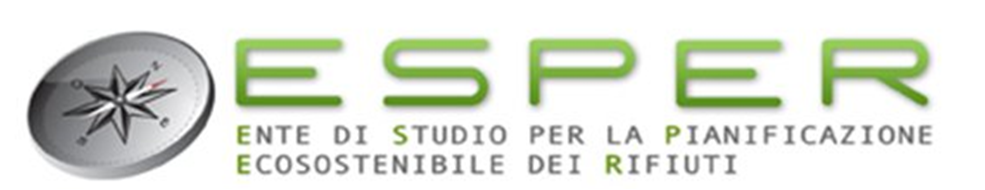 ESPER
ENTE DI STUDIO PER LA PIANIFICAZIONE
ECOSOSTENIBILE DEI RIFIUTI